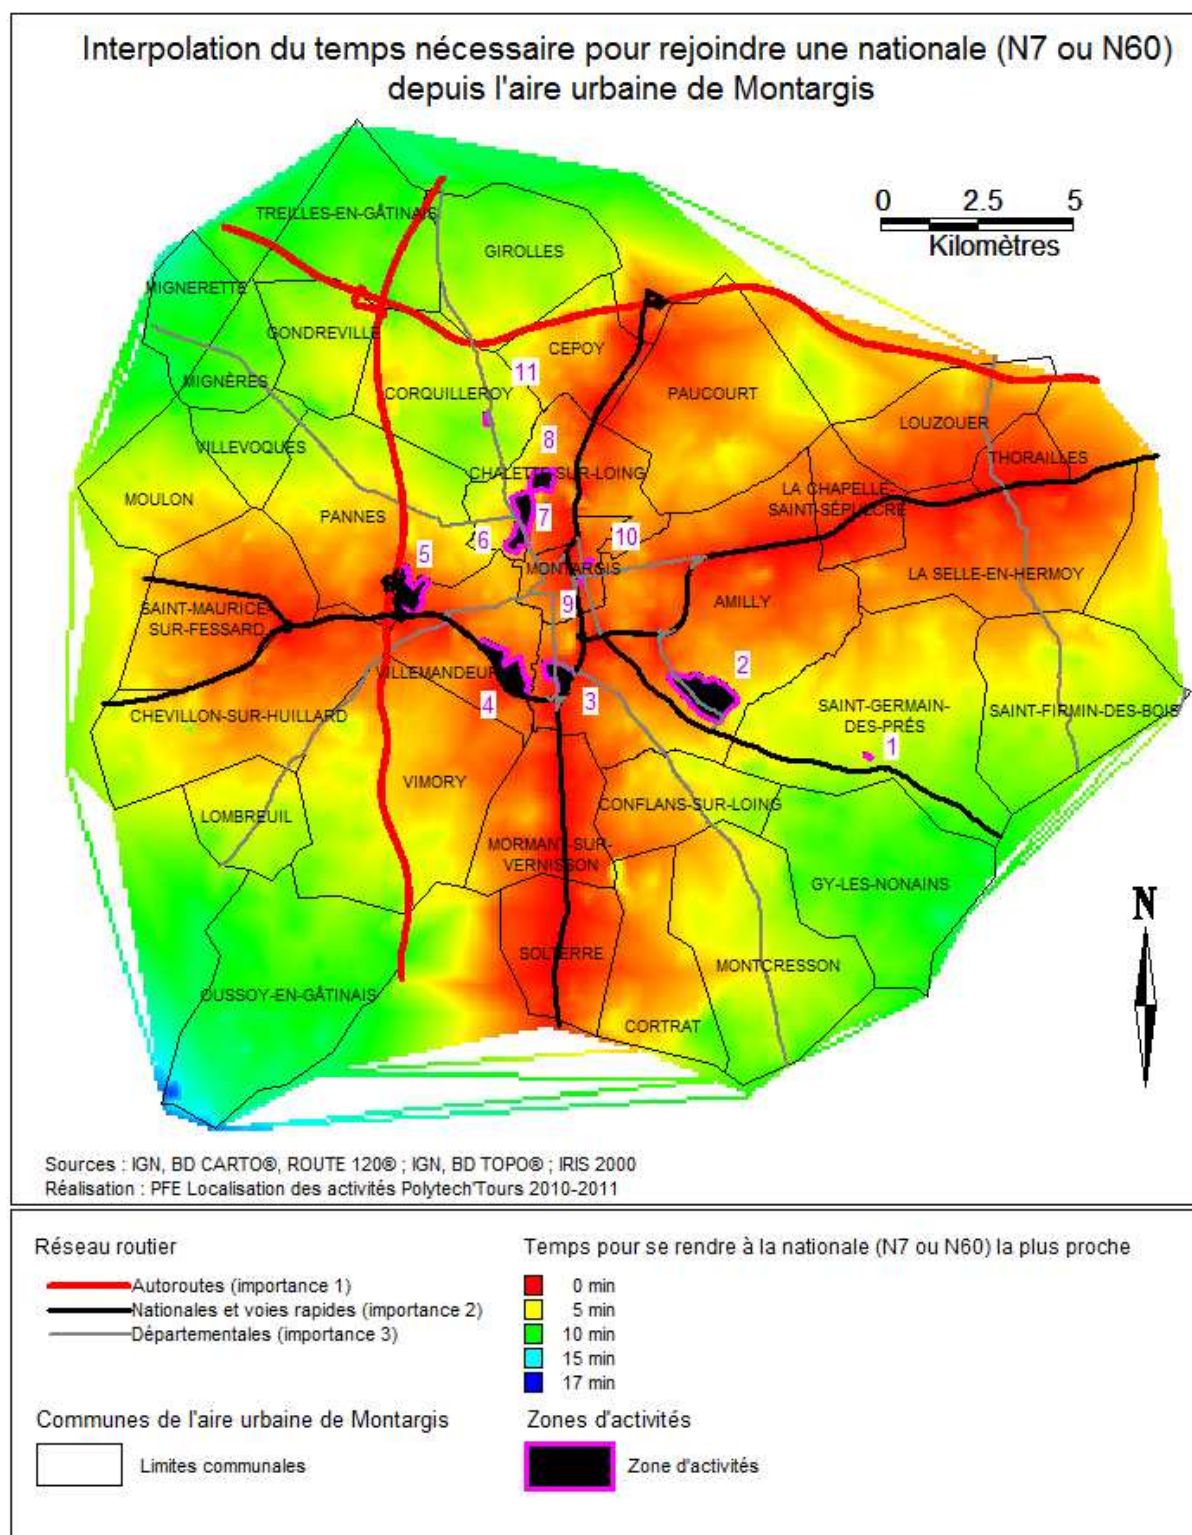 Interpolation du temps nécessaire pour rejoindre une nationale (N7 ou N60)
depuis l'aire urbaine de Montargis
0 2.5 5
Kilomètres
TREILLES-EN-GÂTINAIS
GIROLLES
MIGNERETTE
GONDREVILLE
CEPOY
MIGNÈRES
CORQUILLEROY
11
PAUCOURT
LOUZOUER
VILLEVOQUES
8
CHALETTE-SUR-LOING
THORAILLES
MOULON
PANNES
LA CHAPELLE-
SAINT-SÉPULCRE
7
6
10
5
MONTARGIS
LA SELLE-EN-HERMOY
SAINT-MAURICE-
SUR-FESSARD
9
AMILLY
VILLEMANDEUR
2
4
3
CHEVILLON-SUR-HUILLARD
SAINT-GERMAIN-
DES-PRÉS
SAINT-FIRMIN-DES-BOIS
1
VIMORY
LOMBREUIL
CONFLANS-SUR-LOING
MORMANT-SUR-
VERNISSON
GY-LES-NONAINS
N
SOLTERRE
MONTCRESSON
OUSSOY-EN-GÂTINAIS
CORTRAT
Sources : IGN, BD CARTO®, ROUTE 120® ; IGN, BD TOPO® ; IRIS 2000
Réalisation : PFE Localisation des activités Polytech'Tours 2010-2011
Réseau routier
Autoroutes (importance 1)
Nationales et voies rapides (importance 2)
Départementales (importance 3)
Temps pour se rendre à la nationale (N7 ou N60) la plus proche
0 min
5 min
10 min
15 min
17 min
Communes de l'aire urbaine de Montargis
Limites communales
Zones d'activités
Zone d'activités